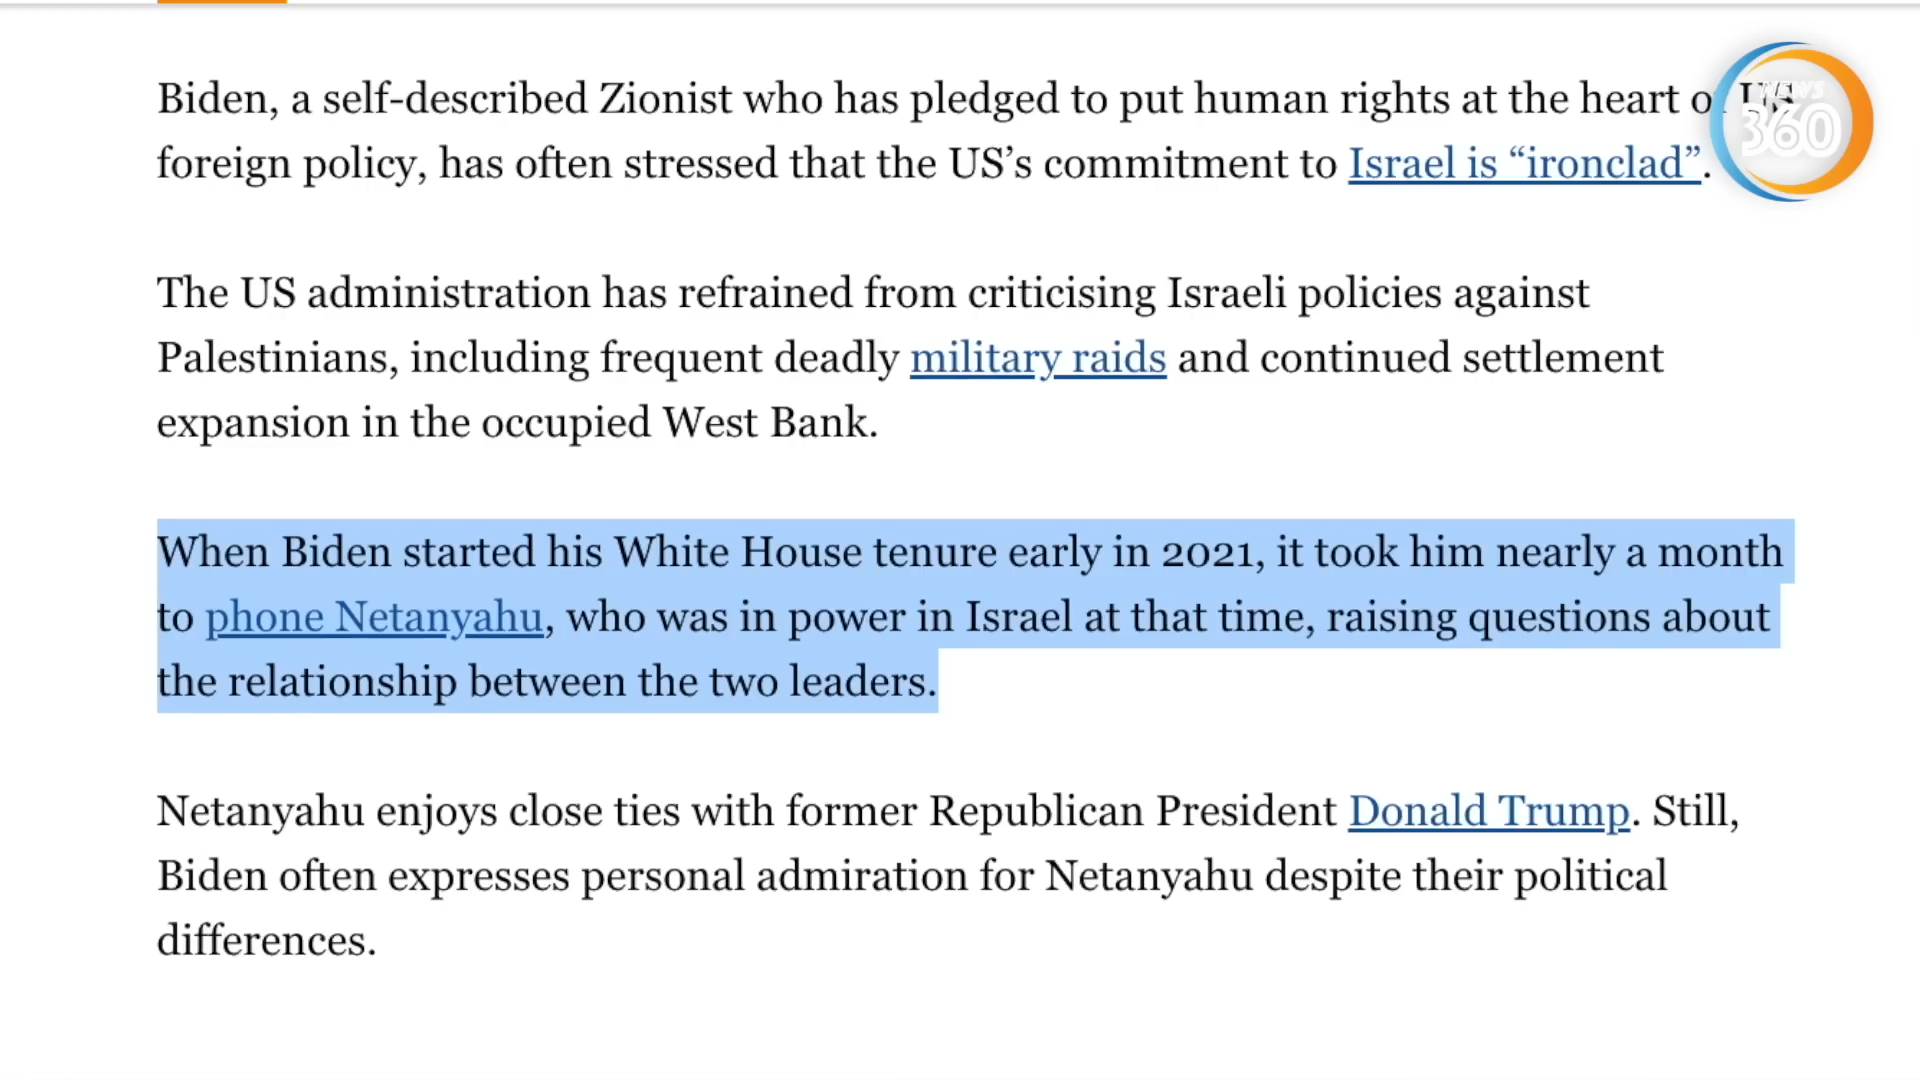 Biden, a self-described Zionist who has pledged to put human rights at the heart of US
foreign policy, has often stressed that the US’s commitment to Israel is “ironclad”.
NEWS
360
The US administration has refrained from criticising Israeli policies against
Palestinians, including frequent deadly military raids and continued settlement
expansion in the occupied West Bank.
When Biden started his White House tenure early in 2021, it took him nearly a month
to phone Netanyahu, who was in power in Israel at that time, raising questions about
the relationship between the two leaders.
Netanyahu enjoys close ties with former Republican President Donald Trump. Still,
Biden often expresses personal admiration for Netanyahu despite their political
differences.